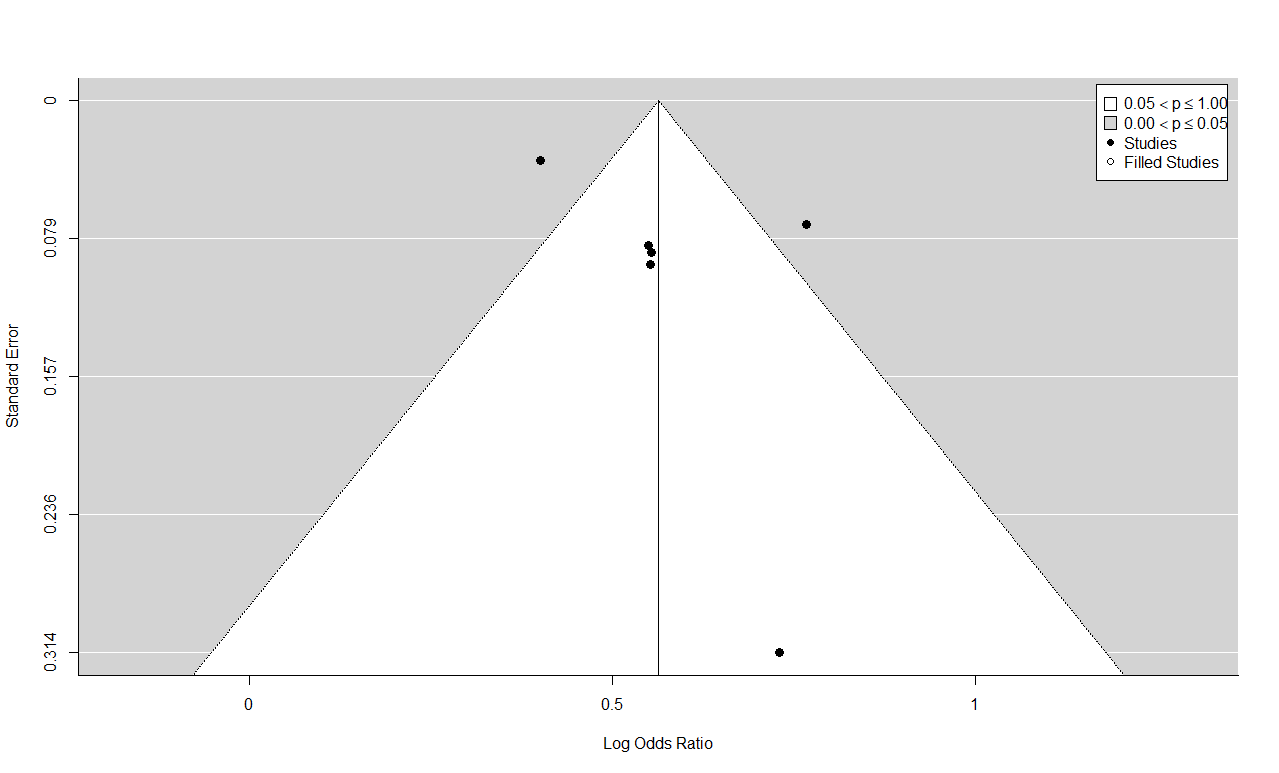 0.05 < p ≤ 1.00
0.00 < p ≤ 0.05
Studies
Filled Studies
Standard Error
0
0.079
0.157
0.236
0.314
0
0.5
1
Log Odds Ratio